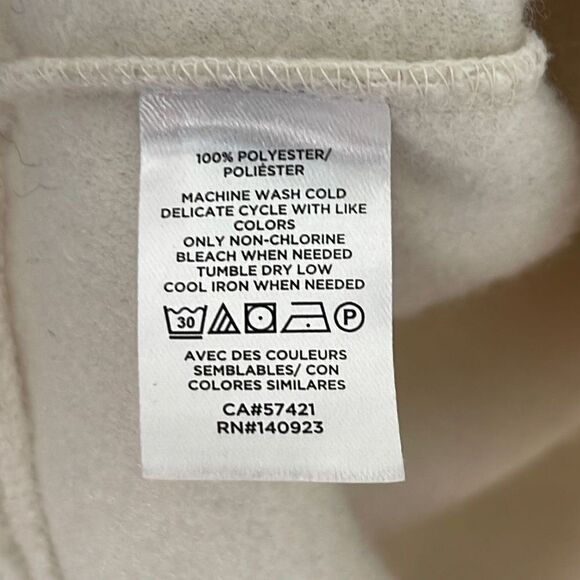 100% POLYESTER/
POLIÉSTER
MACHINE WASH COLD
DELICATE CYCLE WITH LIKE
COLORS
ONLY NON-CHLORINE
BLEACH WHEN NEEDED
TUMBLE DRY LOW
COOL IRON WHEN NEEDED
30 P
AVEC DES COULEURS
SEMBLABLES/ CON
COLORES SIMILARES
CA#57421
RN#140923